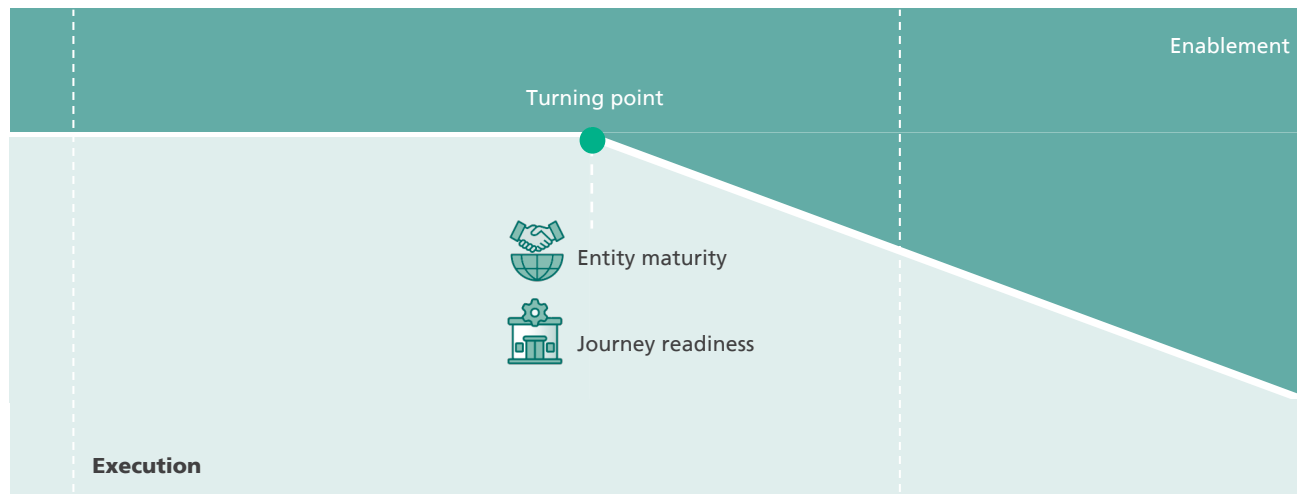 Enablement
Turning point
Entity maturity
Journey readiness
Execution